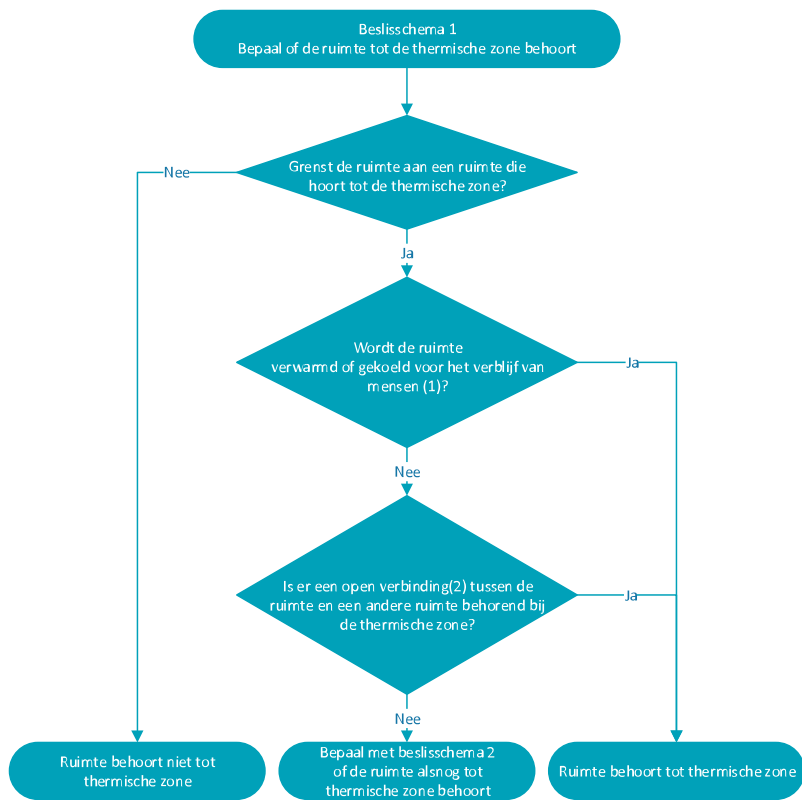 Beslisschema 1
Bepaal of de ruimte tot de thermische zone behoort
Grenst de ruimte aan een ruimte die
hoort tot de thermische zone?
Nee
Ja
Wordt de ruimte
verwarmd of gekoeld voor het verblijf van
mensen (1)?
Ja
Nee
Is er een open verbinding(2) tussen de
ruimte en een andere ruimte behorend bij
de thermische zone?
Ja
Nee
Ruimte behoort niet tot
thermische zone
Bepaal met beslisschema 2
of de ruimte alsnog tot
thermische zone behoort
Ruimte behoort tot thermische zone